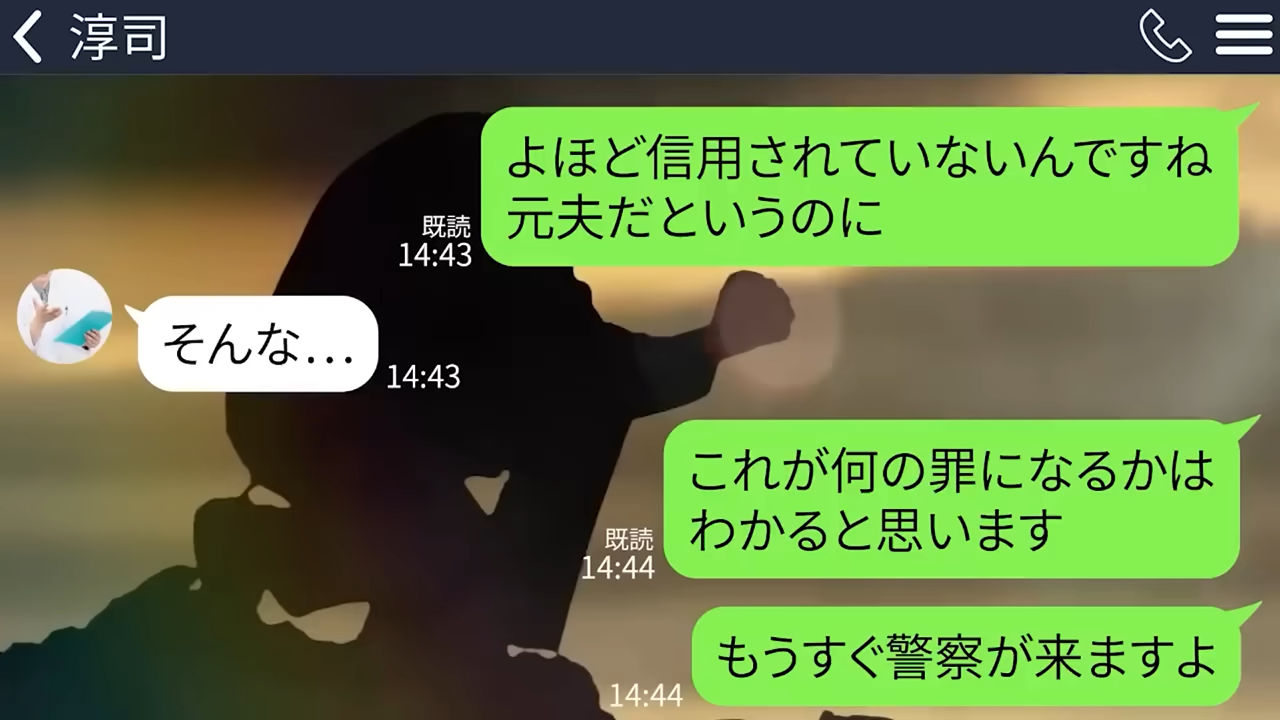 淳司
よほど信用されていないんですね
元夫だというのに
既読
14:43
そんな...
14:43
これが何の罪になるかは
わかると思います
既読
14:44
もうすぐ警察が来ますよ
14:44